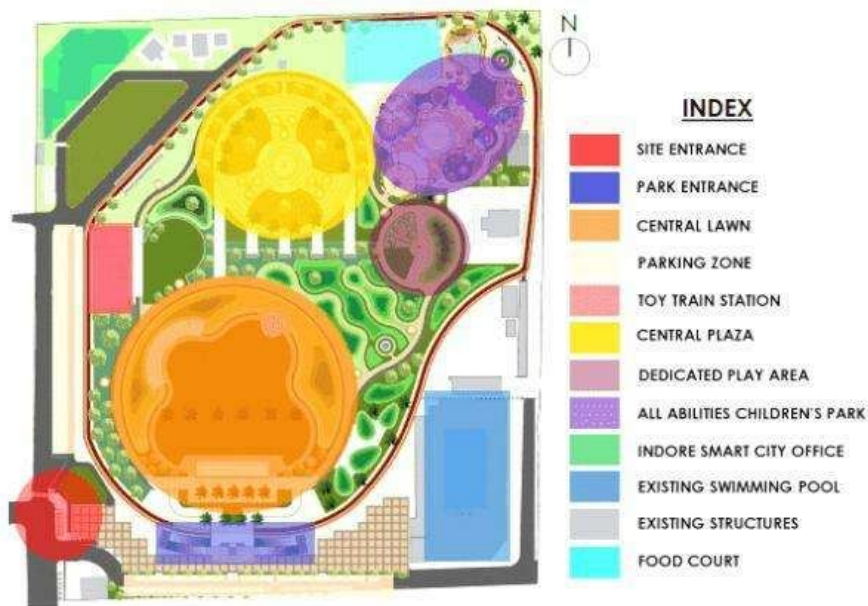 N
INDEX
SITE ENTRANCE
PARK ENTRANCE
CENTRAL LAWN
PARKING ZONE
TOY TRAIN STATION
CENTRAL PLAZA
DEDICATED PLAY AREA
ALL ABILITIES CHILDREN'S PARK
INDORE SMART CITY OFFICE
EXISTING SWIMMING POOL
EXISTING STRUCTURES
FOOD COURT